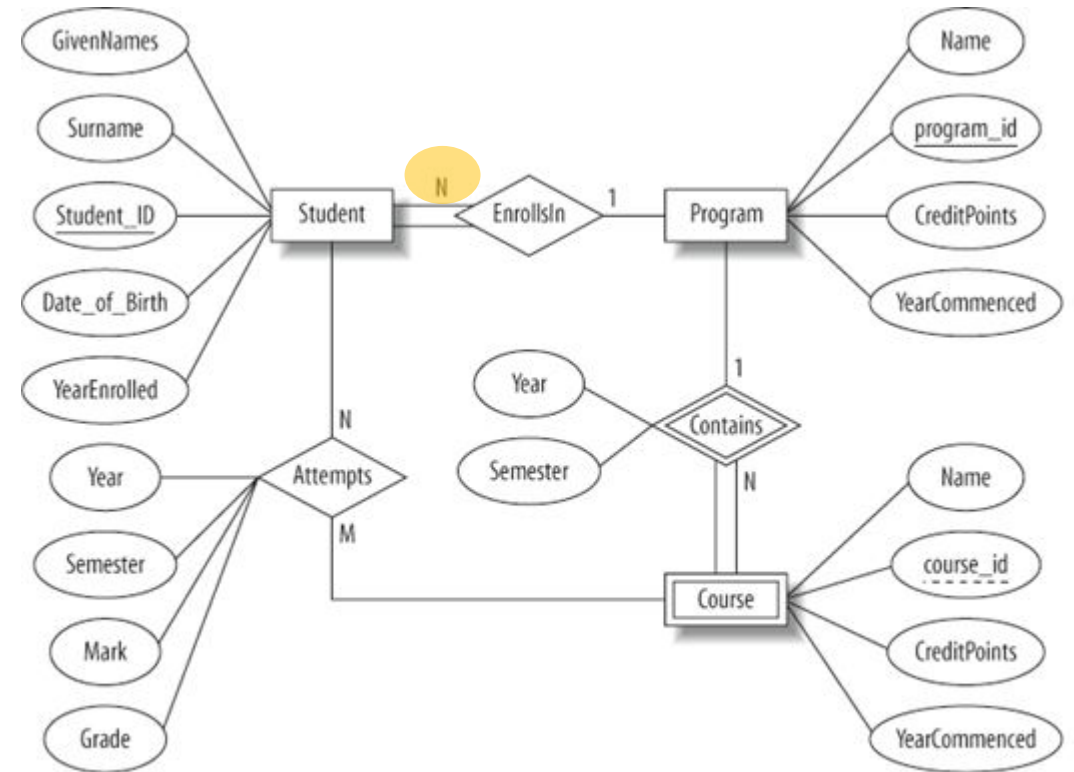 GivenNames
Name
Surname
program_id
N
Student
EnrollsIn
1
Program
Student_ID
CreditPoints
Date_of_Birth
YearCommenced
YearEnrolled
Year
1
Contains
N
Semester
N
Year
Attempts
Name
M
Semester
course_id
Course
Mark
CreditPoints
Grade
YearCommenced